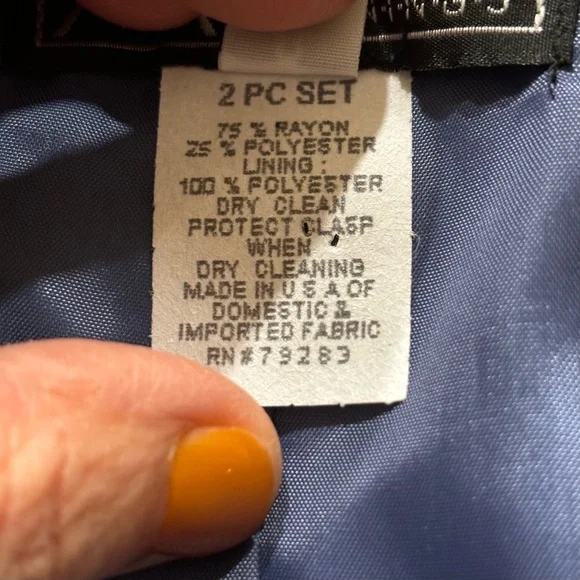 2 PC SET
75 % RAYON
25 % POLYESTER
LINING :
100 % POLYESTER
DRY CLEAN
PROTECT CLASP
WHEN
DRY CLEANING
MADE IN U S A OF
DOMESTIC &
IMPORTED FABRIC
RN # 79283